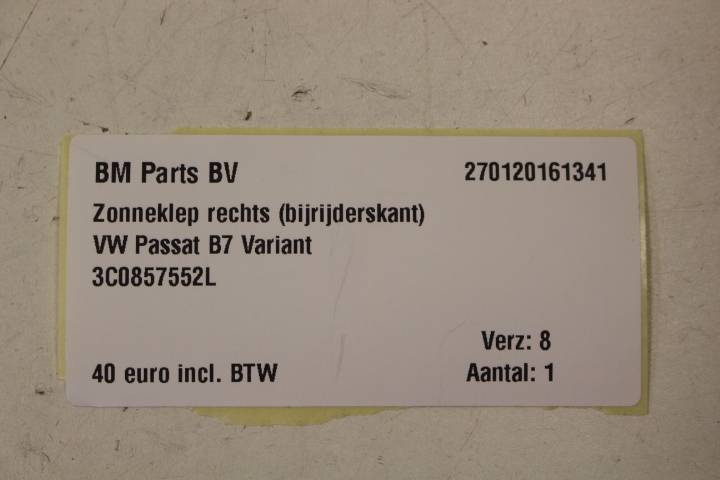 BM Parts BV 270120161341
Zonneklep rechts (bijrijderskant)
VW Passat B7 Variant
3C0857552L
Verz: 8
40 euro incl. BTW Aantal: 1